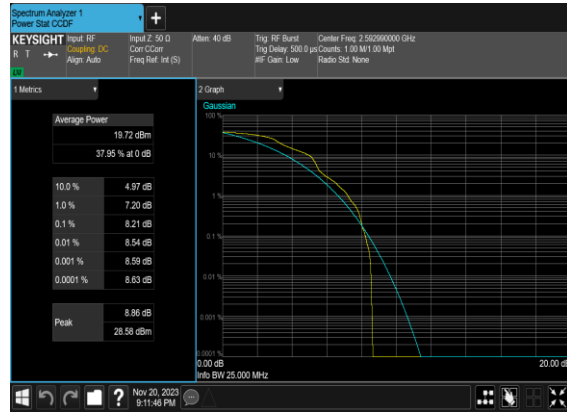 Spectrum Analyzer 1
Power Stat CCDF
KEYSIGHT
R T
Input: RF
Coupling: DC
Align: Auto
Input Z: 50 Ω
Corr CCorr
Freq Ref: Int (S)
Atten: 40 dB
Trig: RF Burst
Trig Delay: 500.0 µs
#IF Gain: Low
Center Freq: 2.592990000 GHz
Counts: 1.00 M/1.00 Mpt
Radio Std: None
1 Metrics
Average Power
19.72 dBm
37.95 % at 0 dB
10.0 % 4.97 dB
1.0 % 7.20 dB
0.1 % 8.21 dB
0.01 % 8.54 dB
0.001 % 8.59 dB
0.0001 % 8.63 dB
Peak
8.86 dB
28.58 dBm
2 Graph
Gaussian
100 %
10 %
1 %
0.1 %
0.01 %
0.001 %
0.0001 %
0.00 dB
20.00 dB
Info BW 25.000 MHz
?
Nov 20, 2023
9:11:46 PM